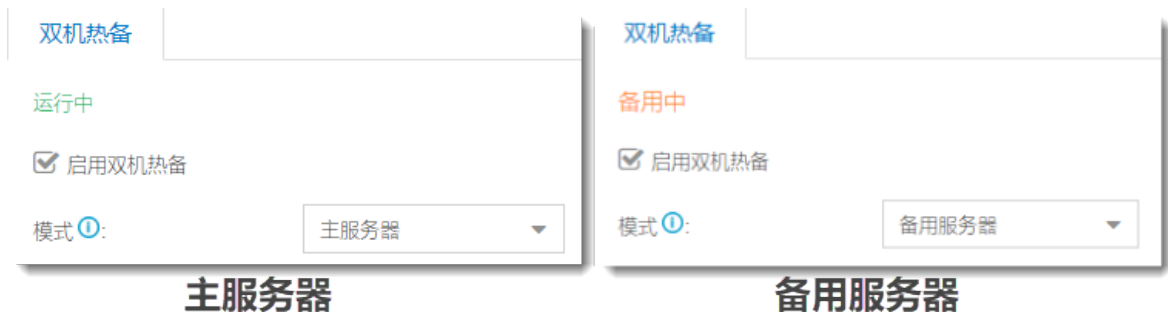 双机热备
运行中
启用双机热备
模式 :
主服务器
主服务器
双机热备
备用中
启用双机热备
模式 :
备用服务器
备用服务器